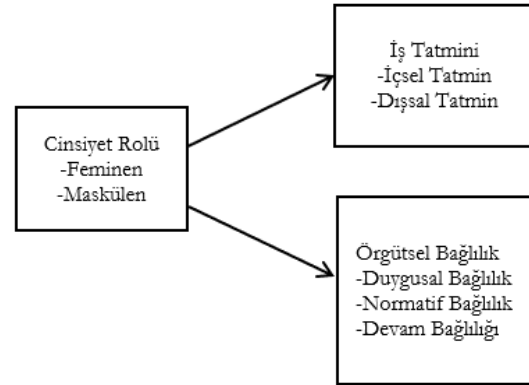 Cinsiyet Rolü
-Feminen
-Maskülen
İş Tatmini
-İçsel Tatmin
-Dışsal Tatmin
Örgütsel Bağlılık
-Duygusal Bağlılık
-Normatif Bağlılık
-Devam Bağlılığı